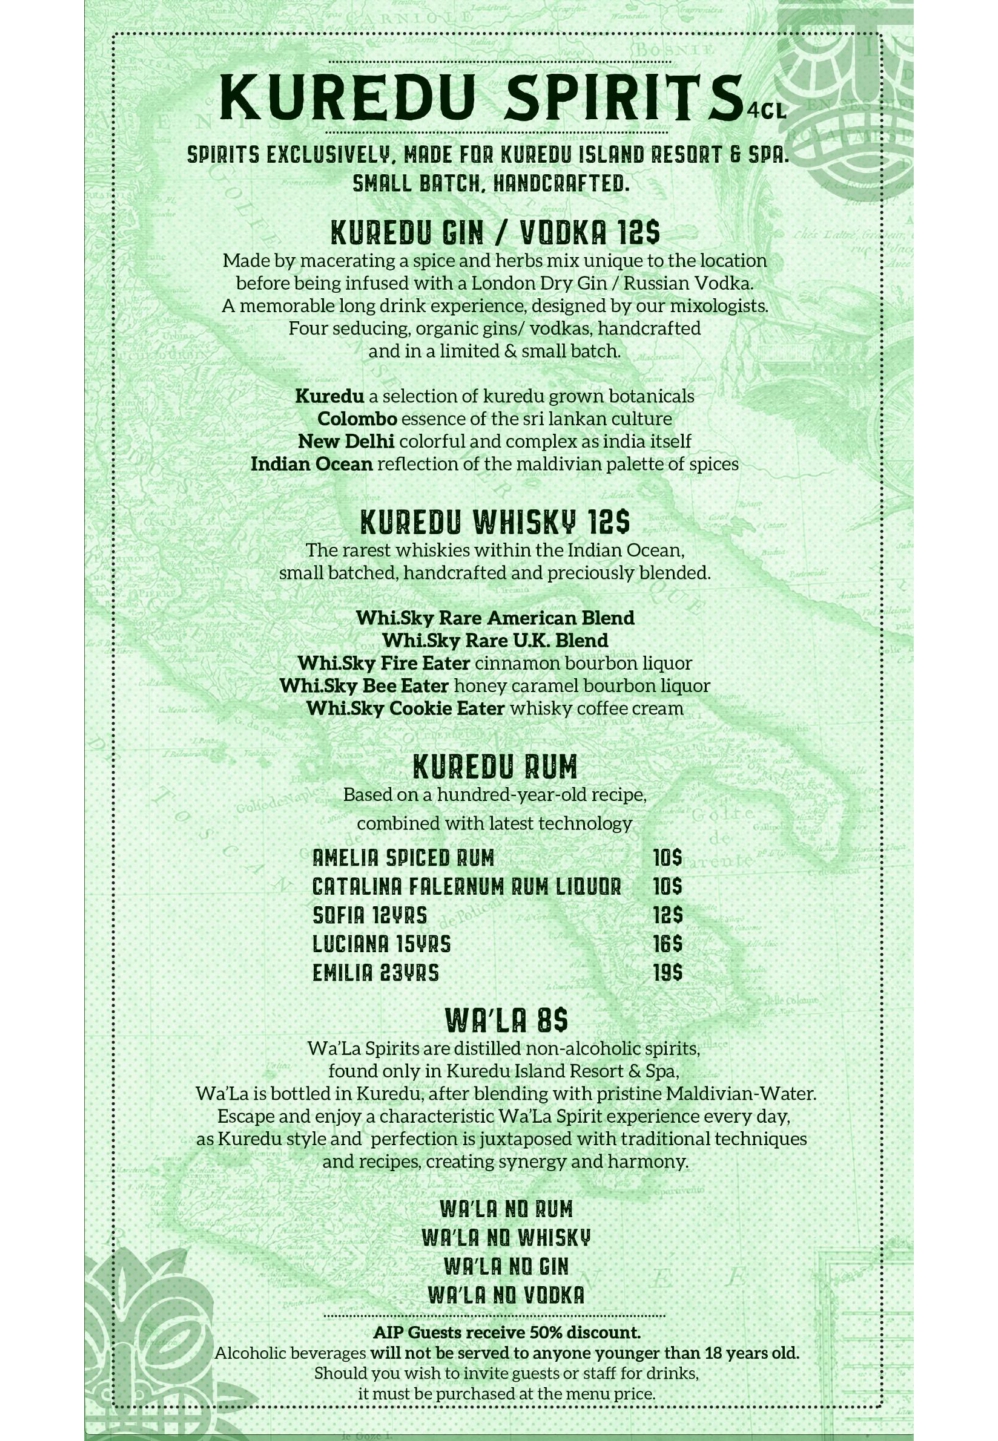 KUREDU SPIRITS 4CL
SPIRITS EXCLUSIVELY, MADE FOR KUREDU ISLAND RESORT & SPA.
SMALL BATCH, HANDCRAFTED.
KUREDU GIN / VODKA 12$
Made by macerating a spice and herbs mix unique to the location
before being infused with a London Dry Gin / Russian Vodka.
A memorable long drink experience, designed by our mixologists.
Four seducing, organic gins/ vodkas, handcrafted
and in a limited & small batch.
Kuredu a selection of kuredu grown botanicals
Colombo essence of the sri lankan culture
New Delhi colorful and complex as india itself
Indian Ocean reflection of the maldivian palette of spices
KUREDU WHISKY 12$
The rarest whiskies within the Indian Ocean,
small batched, handcrafted and preciously blended.
Whi.Sky Rare American Blend
Whi.Sky Rare U.K. Blend
Whi.Sky Fire Eater cinnamon bourbon liquor
Whi.Sky Bee Eater honey caramel bourbon liquor
Whi.Sky Cookie Eater whisky coffee cream
KUREDU RUM
Based on a hundred-year-old recipe,
combined with latest technology
AMELIA SPICED RUM 10$
CATALINA FALERNUM RUM LIQUOR 10$
SOFIA 12YRS 12$
LUCIANA 15YRS 16$
EMILIA 23YRS 19$
WA'LA 8$
Wa'La Spirits are distilled non-alcoholic spirits,
found only in Kuredu Island Resort & Spa,
Wa'La is bottled in Kuredu, after blending with pristine Maldivian-Water.
Escape and enjoy a characteristic Wa'La Spirit experience every day,
as Kuredu style and perfection is juxtaposed with traditional techniques
and recipes, creating synergy and harmony.
WA'LA NO RUM
WA'LA NO WHISKY
WA'LA NO GIN
WA'LA NO VODKA
AIP Guests receive 50% discount.
Alcoholic beverages will not be served to anyone younger than 18 years old.
Should you wish to invite guests or staff for drinks,
it must be purchased at the menu price.